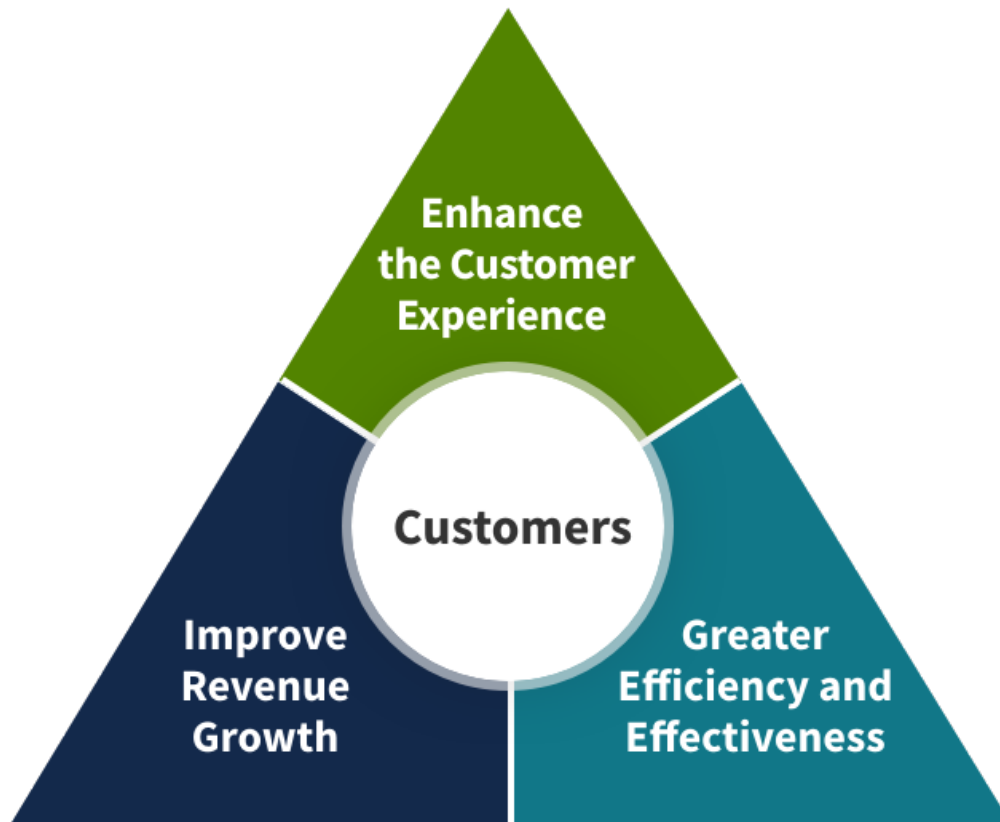 Enhance
the Customer
Experience
Customers
Improve
Revenue
Growth
Greater
Efficiency and
Effectiveness